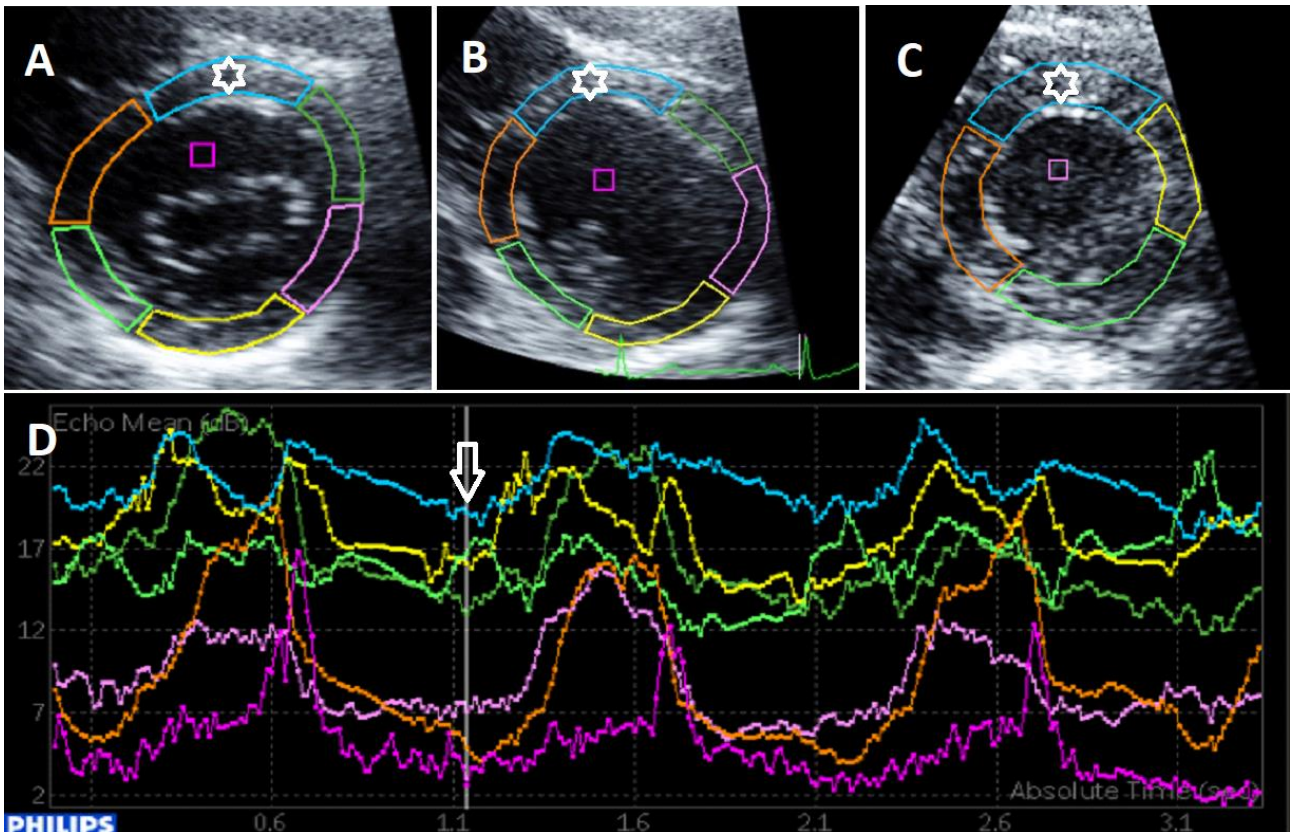 A
B
C
D
Echo Mean (dB)
22
17
12
7
2
Absolute Time (sec)
0.6
1.1
1.6
2.1
2.6
3.1
PHILIPS